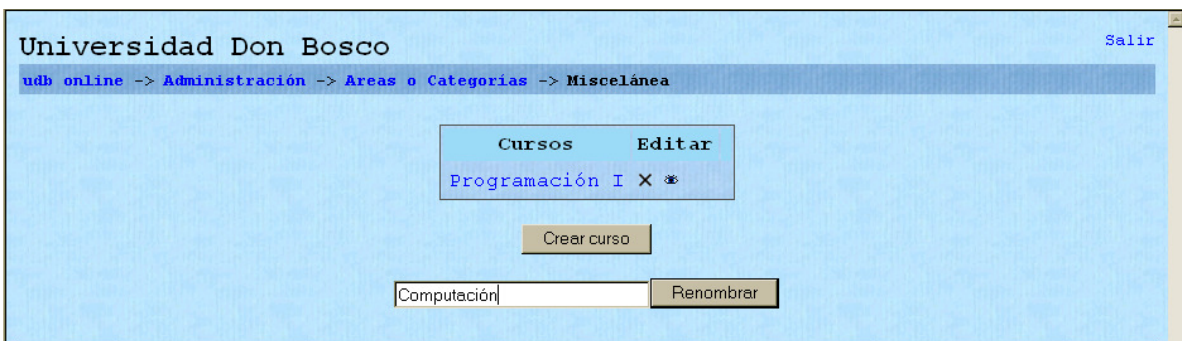 Universidad Don Bosco
Salir
udb online -> Administración -> Areas o Categorias -> Miscelánea
Cursos Editar
Programación I
Crear curso
Computación Renombrar